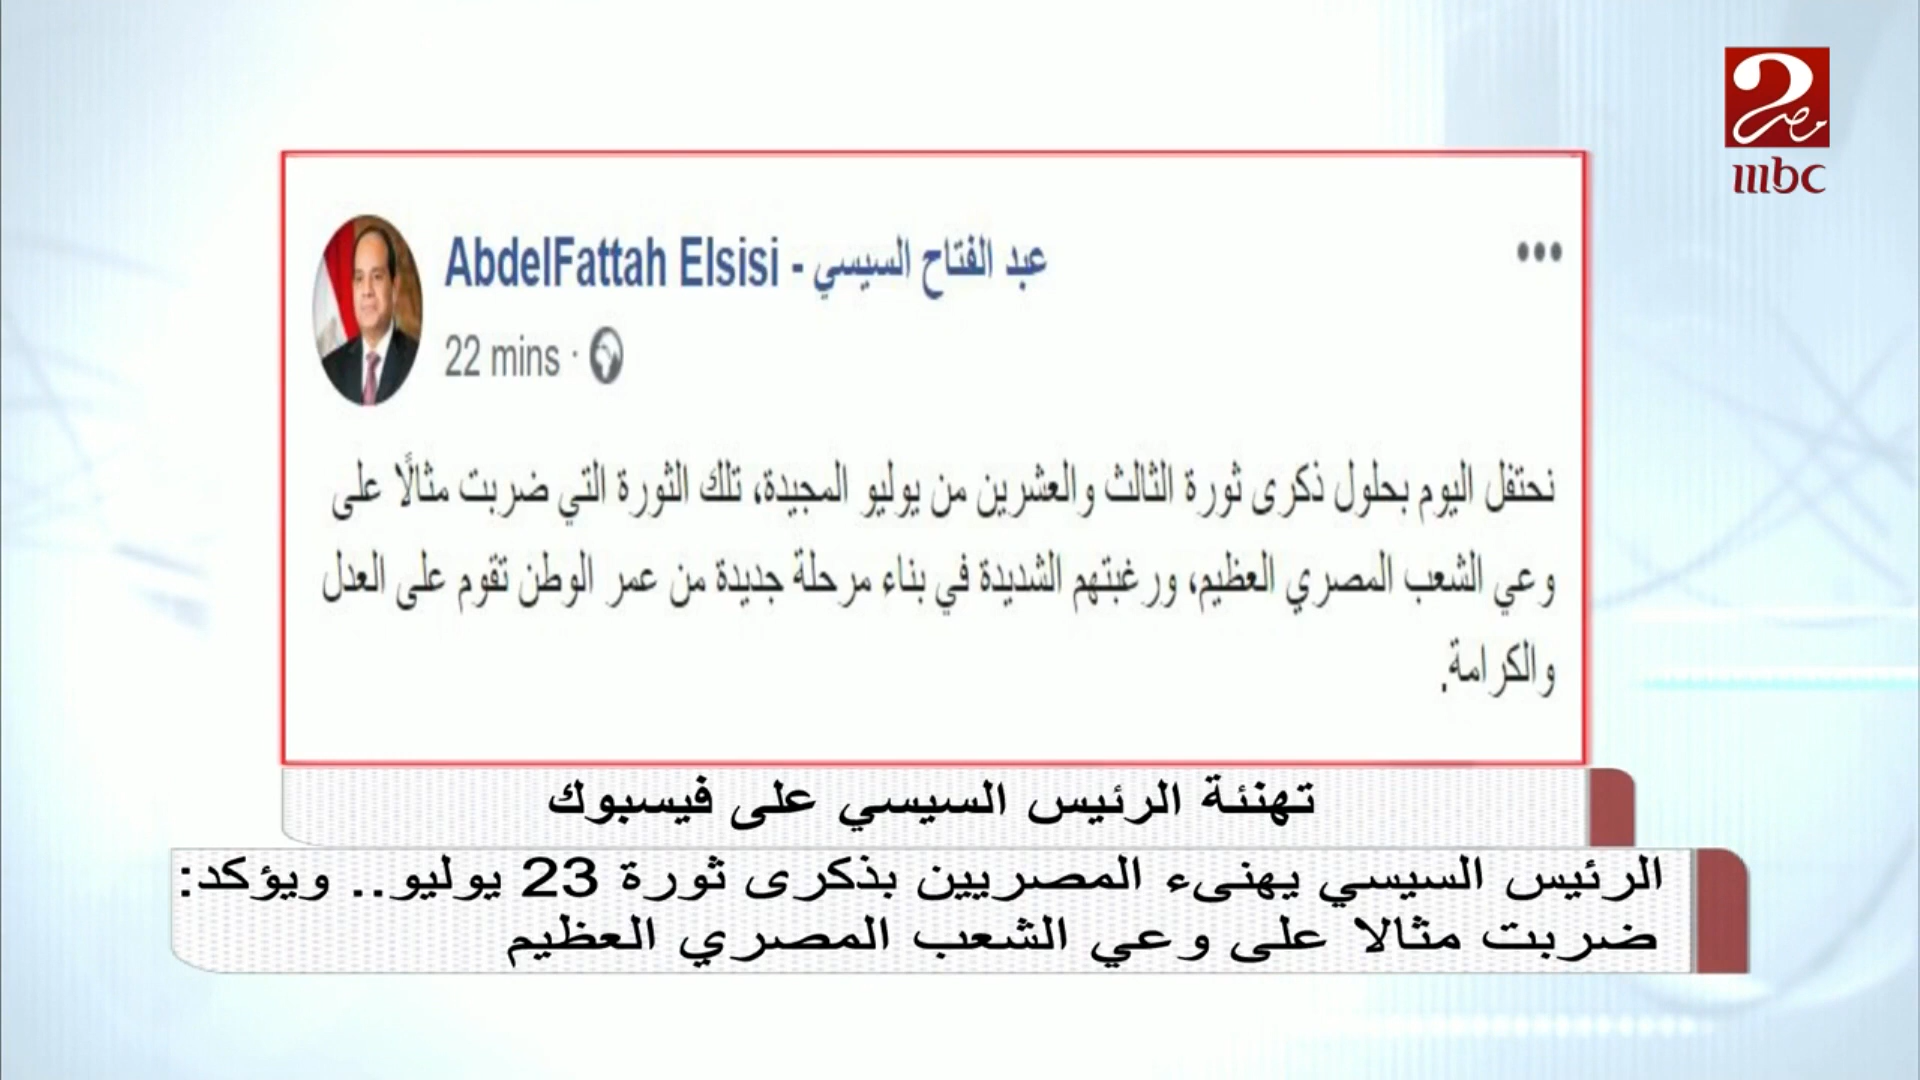 مصر
mbc
AbdelFattah Elsisi - عبد الفتاح السيسي
22 mins ·
نحتفل اليوم بحلول ذكرى ثورة الثالث والعشرين من يوليو المجيدة، تلك الثورة التي ضربت مثالًا على
وعي الشعب المصري العظيم، ورغبتهم الشديدة في بناء مرحلة جديدة من عمر الوطن تقوم على العدل
والكرامة.
تهنئة الرئيس السيسي على فيسبوك
الرئيس السيسي يهنىء المصريين بذكرى ثورة 23 يوليو.. ويؤكد:
ضربت مثالا على وعي الشعب المصري العظيم